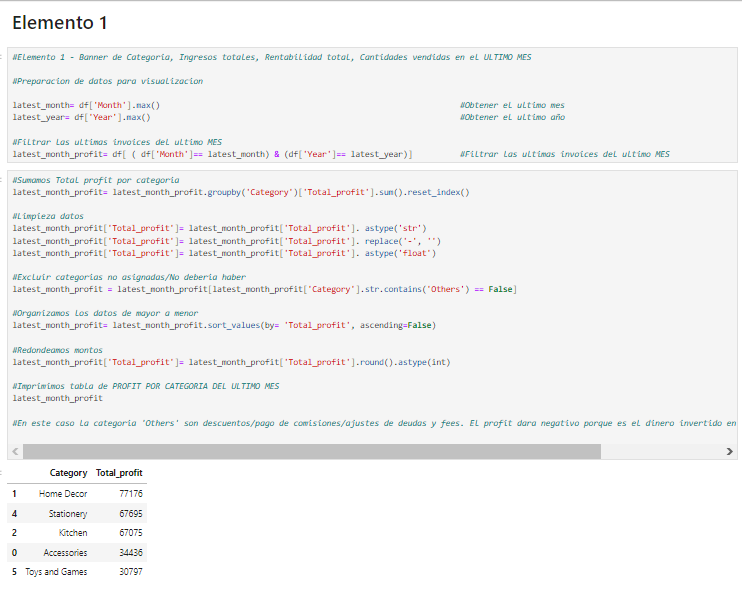 Elemento 1
#Elemento 1 - Banner de Categoria, Ingresos totales, Rentabilidad total, Cantidades vendidas en el ULTIMO MES
#Preparacion de datos para visualizacion
latest_month= df['Month'].max() #Obtener el ultimo mes
latest_year= df['Year'].max() #Obtener el ultimo año
#Filtrar las ultimas invoices del ultimo MES
latest_month_profit= df[ ( df['Month']== latest_month) & (df['Year']== latest_year)] #Filtrar las ultimas invoices del ultimo MES
#Sumamos Total profit por categoria
latest_month_profit= latest_month_profit.groupby('Category')['Total_profit'].sum().reset_index()
#Limpieza datos
latest_month_profit['Total_profit']= latest_month_profit['Total_profit']. astype('str')
latest_month_profit['Total_profit']= latest_month_profit['Total_profit']. replace('-', '')
latest_month_profit['Total_profit']= latest_month_profit['Total_profit']. astype('float')
#Excluir categorias no asignadas/No deberia haber
latest_month_profit = latest_month_profit[latest_month_profit['Category'].str.contains('Others') == False]
#Organizamos los datos de mayor a menor
latest_month_profit= latest_month_profit.sort_values(by= 'Total_profit', ascending=False)
#Redondeamos montos
latest_month_profit['Total_profit']= latest_month_profit['Total_profit'].round().astype(int)
#Imprimimos tabla de PROFIT POR CATEGORIA DEL ULTIMO MES
latest_month_profit
#En este caso la categoria 'Others' son descuentos/pago de comisiones/ajustes de deudas y fees. El profit dara negativo porque es el dinero invertido en
Category Total_profit
1 Home Decor 77176
4 Stationery 67695
2 Kitchen 67075
0 Accessories 34436
5 Toys and Games 30797